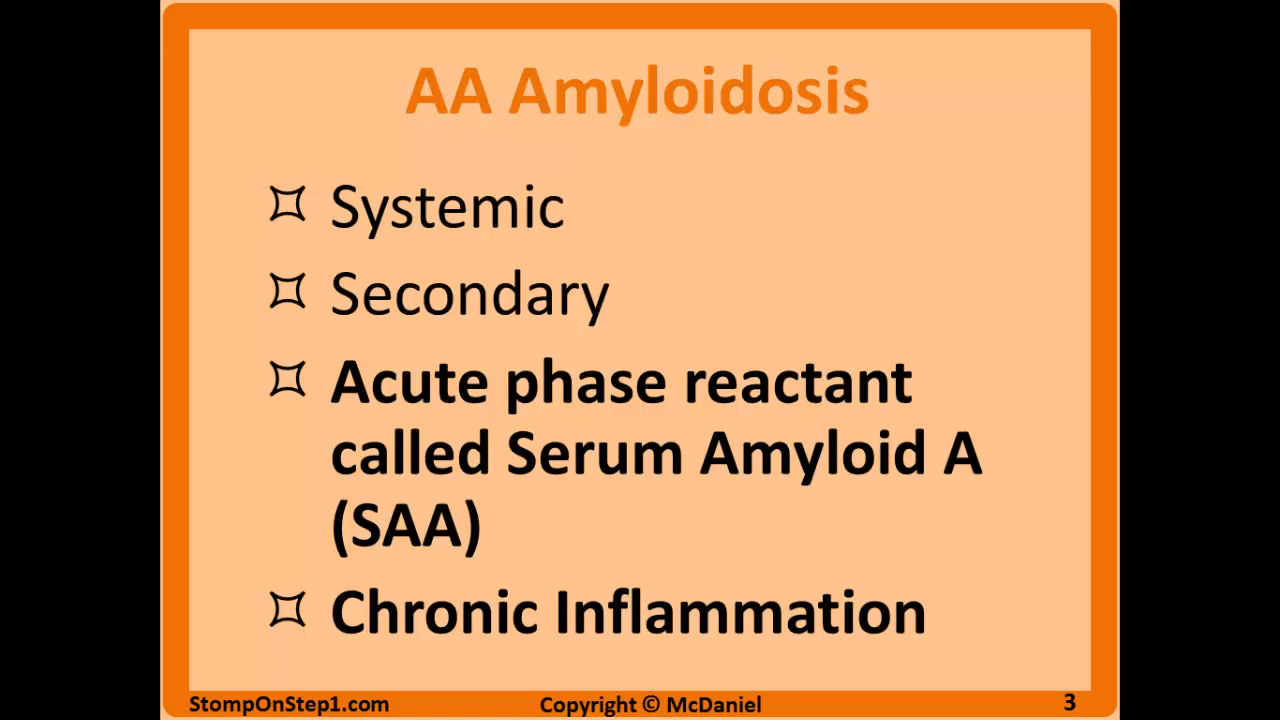 AA Amyloidosis
Systemic
Secondary
Acute phase reactant
called Serum Amyloid A
(SAA)
Chronic Inflammation
StompOnStep1.com Copyright © McDaniel 3